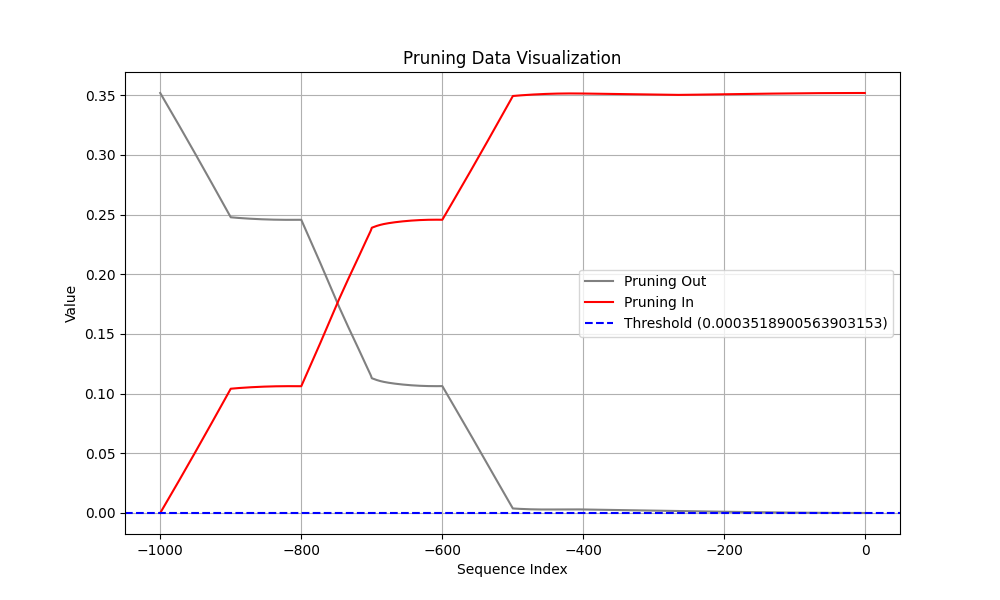 Pruning Data Visualization
Value
0.35
0.30
0.25
0.20
0.15
0.10
0.05
0.00
Pruning Out
Pruning In
Threshold (0.0003518900563903153)
−1000 −800 −600 −400 −200 0
Sequence Index